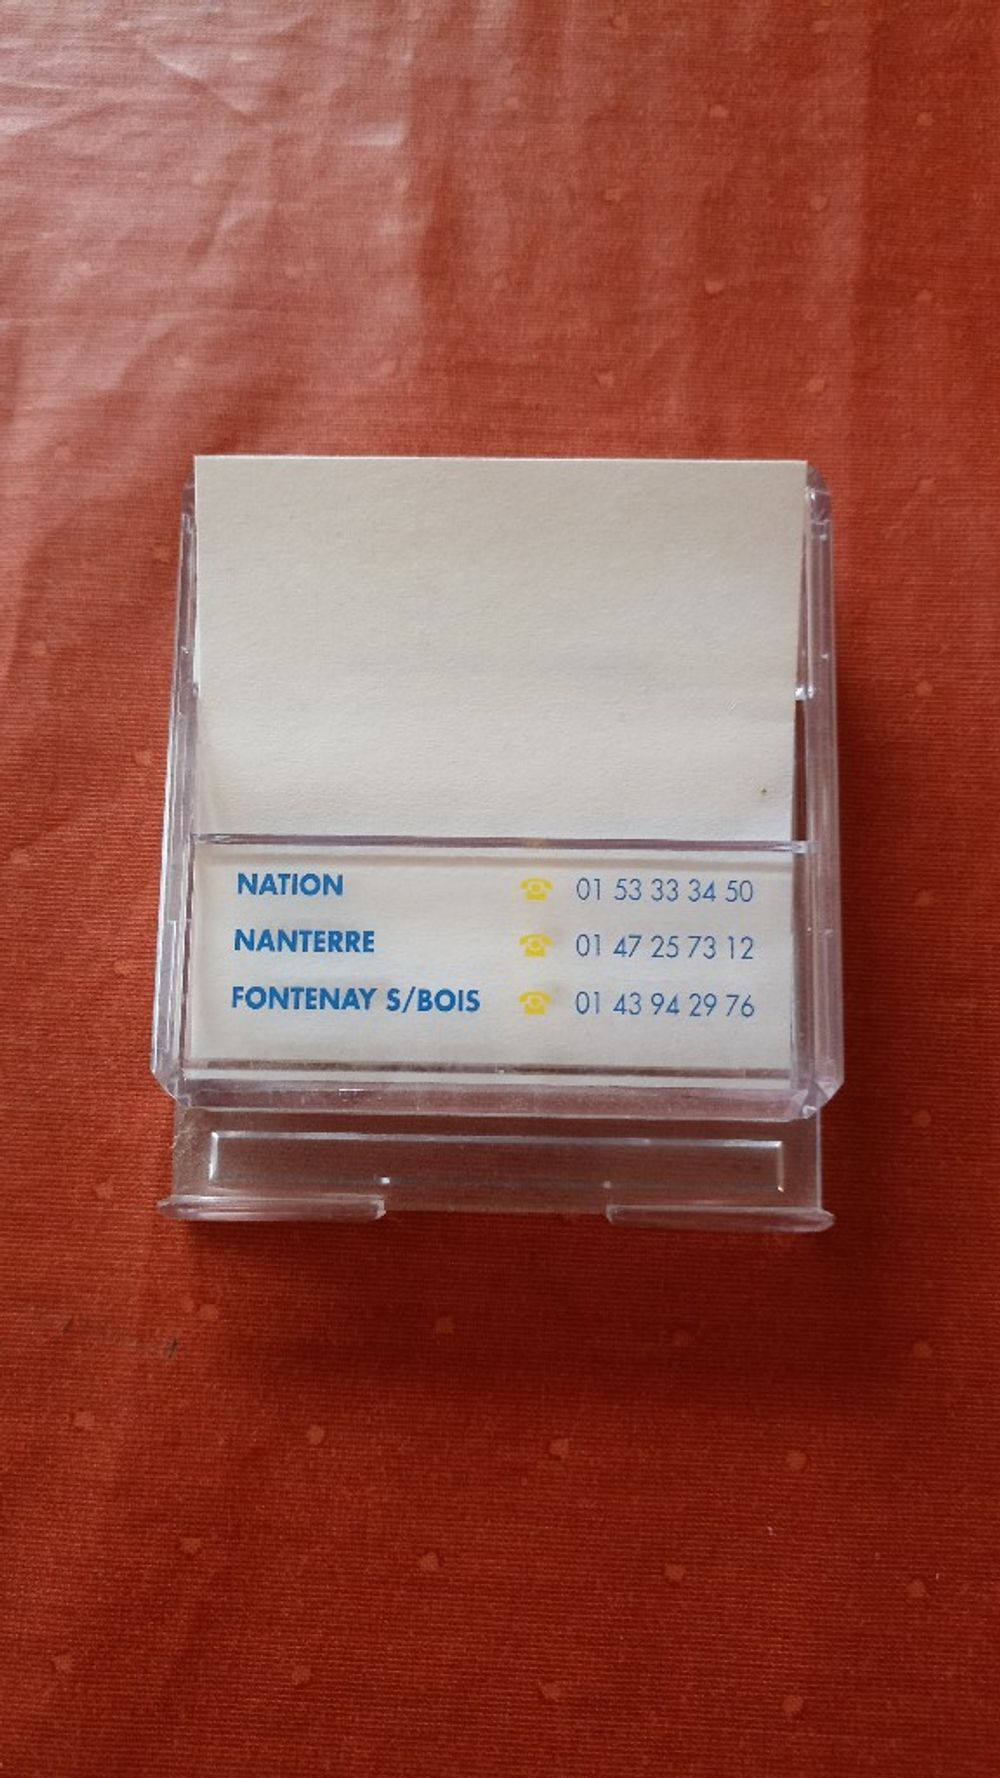 NATION ☎ 01 53 33 34 50
NANTERRE ☎ 01 47 25 73 12
FONTENAY S/BOIS ☎ 01 43 94 29 76